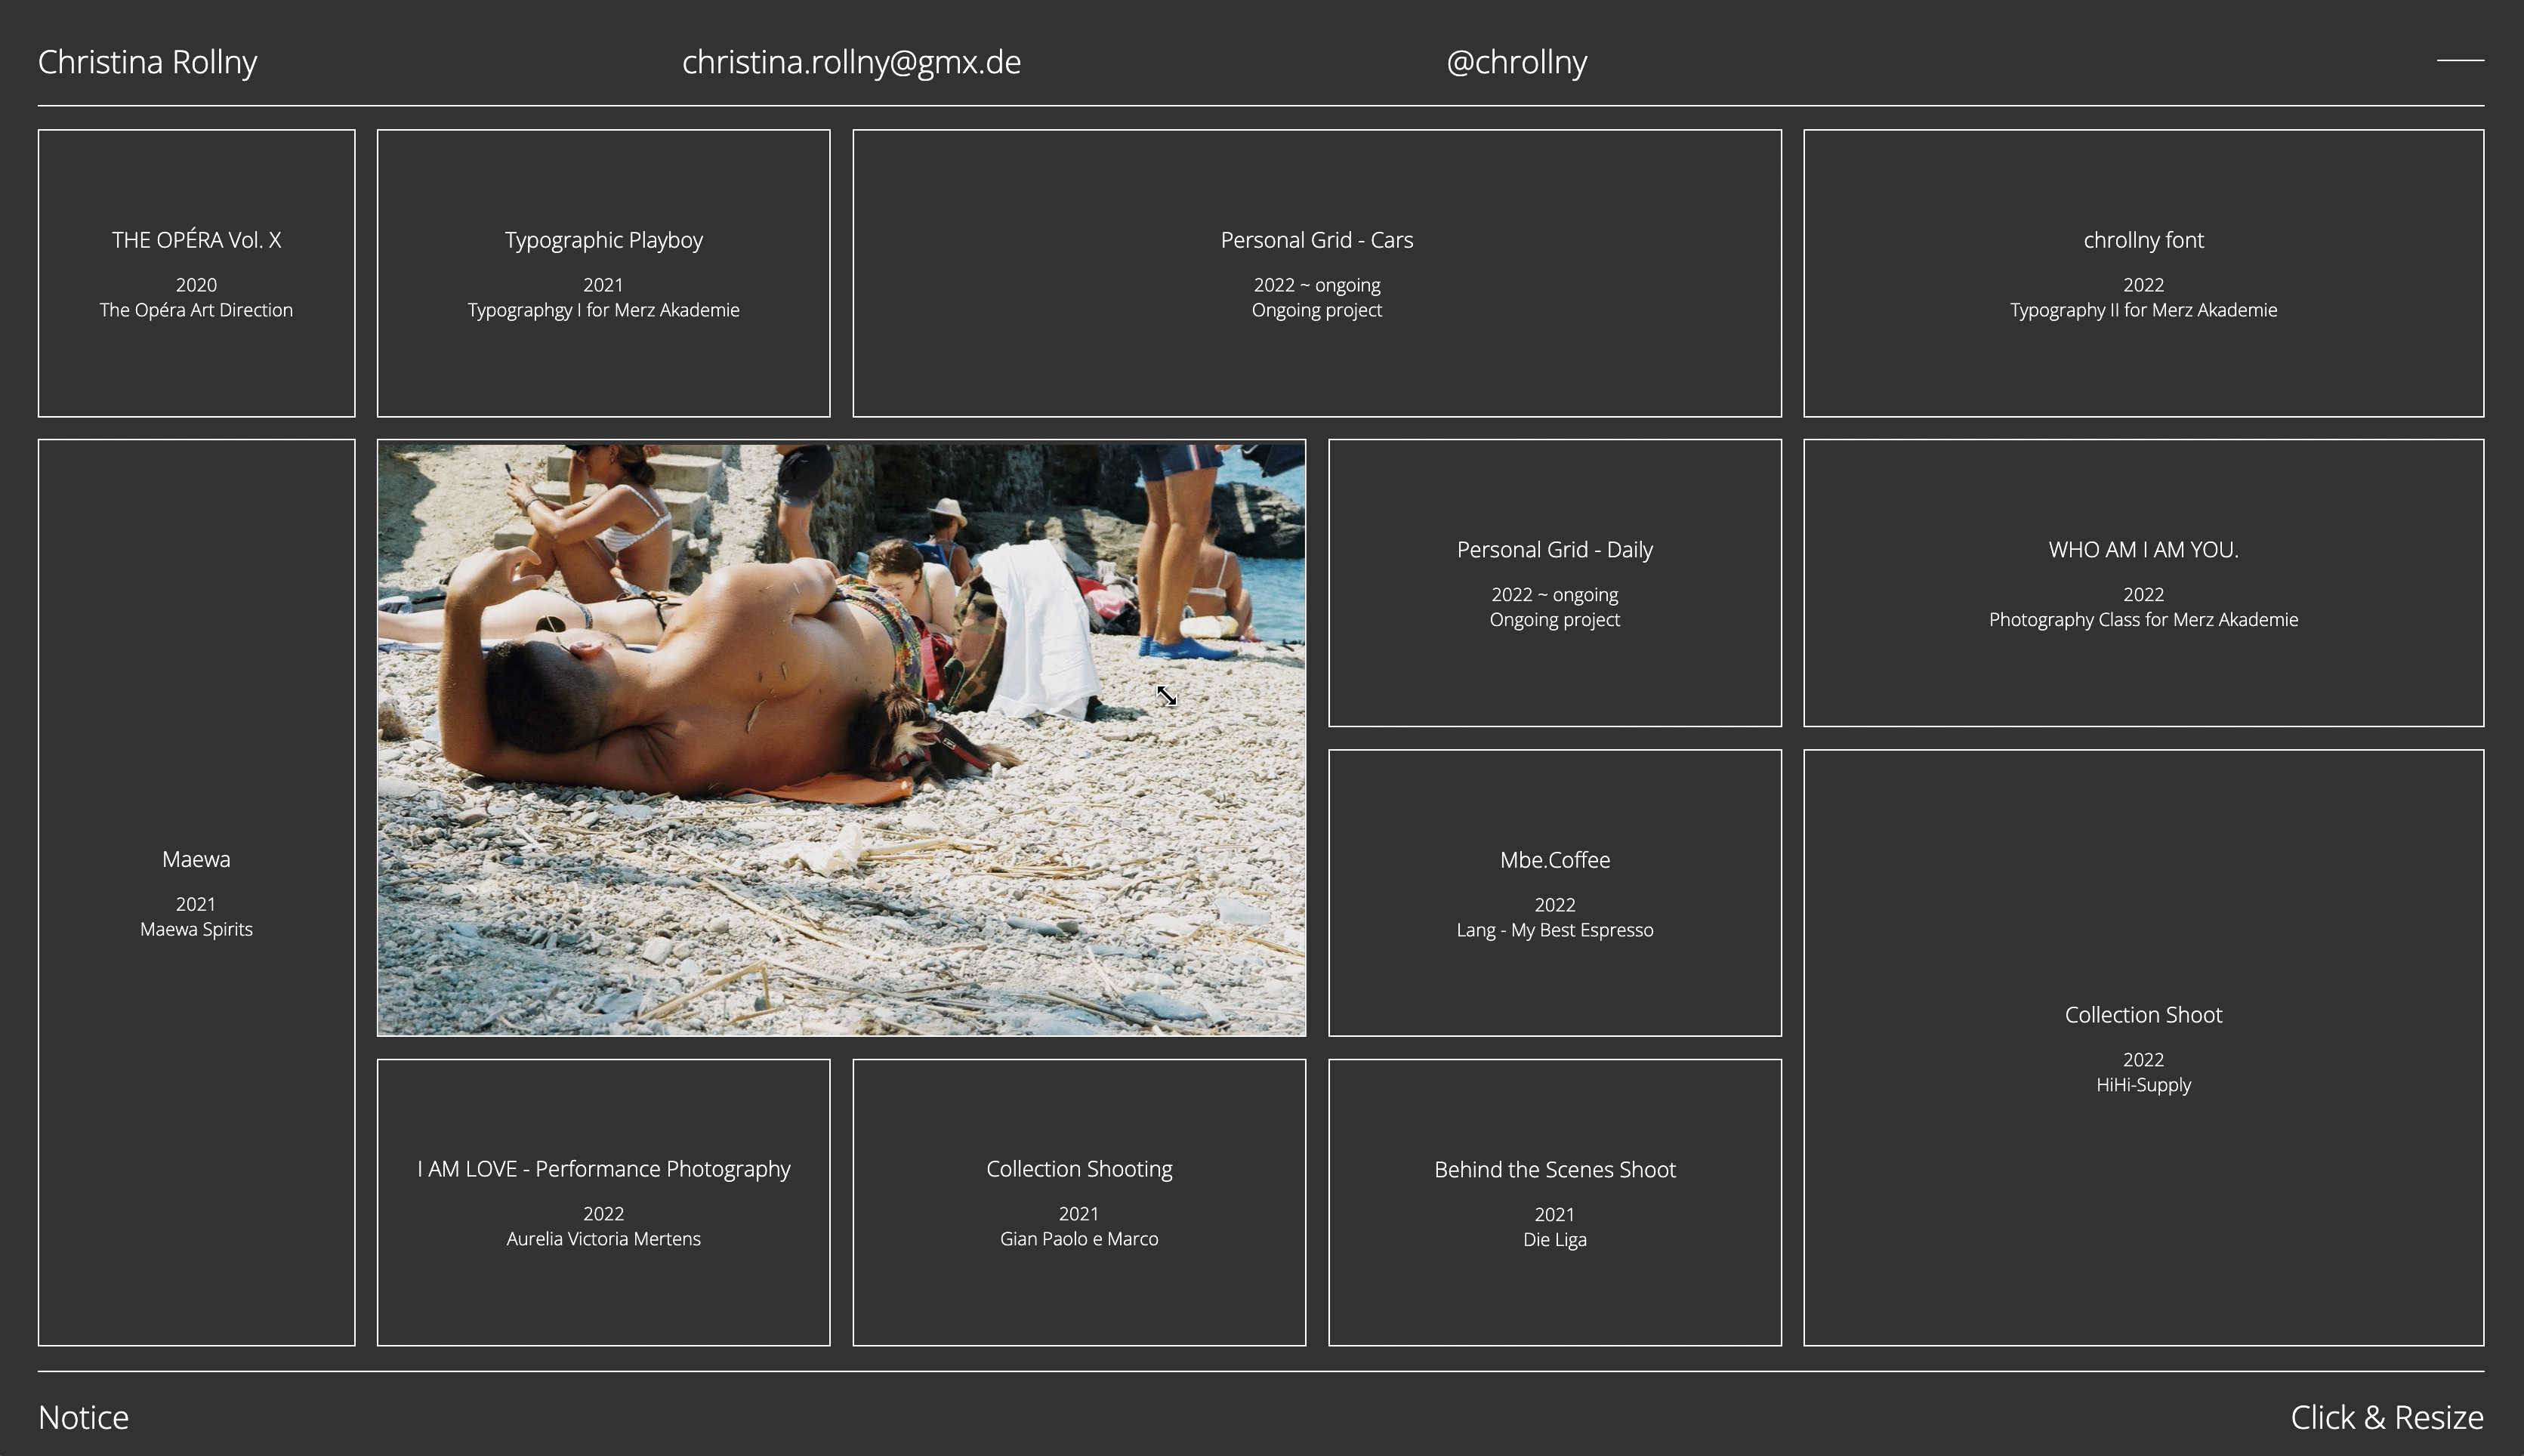 Christina Rollny
christina.rollny@gmx.de
@chrollny
THE OPÉRA Vol. X
2020
The Opéra Art Direction
Typographic Playboy
2021
Typographgy I for Merz Akademie
Personal Grid - Cars
2022 ~ ongoing
Ongoing project
chrollny font
2022
Typography II for Merz Akademie
Maewa
2021
Maewa Spirits
Personal Grid - Daily
2022 ~ ongoing
Ongoing project
WHO AM I AM YOU.
2022
Photography Class for Merz Akademie
Mbe.Coffee
2022
Lang - My Best Espresso
Collection Shoot
2022
HiHi-Supply
I AM LOVE - Performance Photography
2022
Aurelia Victoria Mertens
Collection Shooting
2021
Gian Paolo e Marco
Behind the Scenes Shoot
2021
Die Liga
Notice
Click & Resize